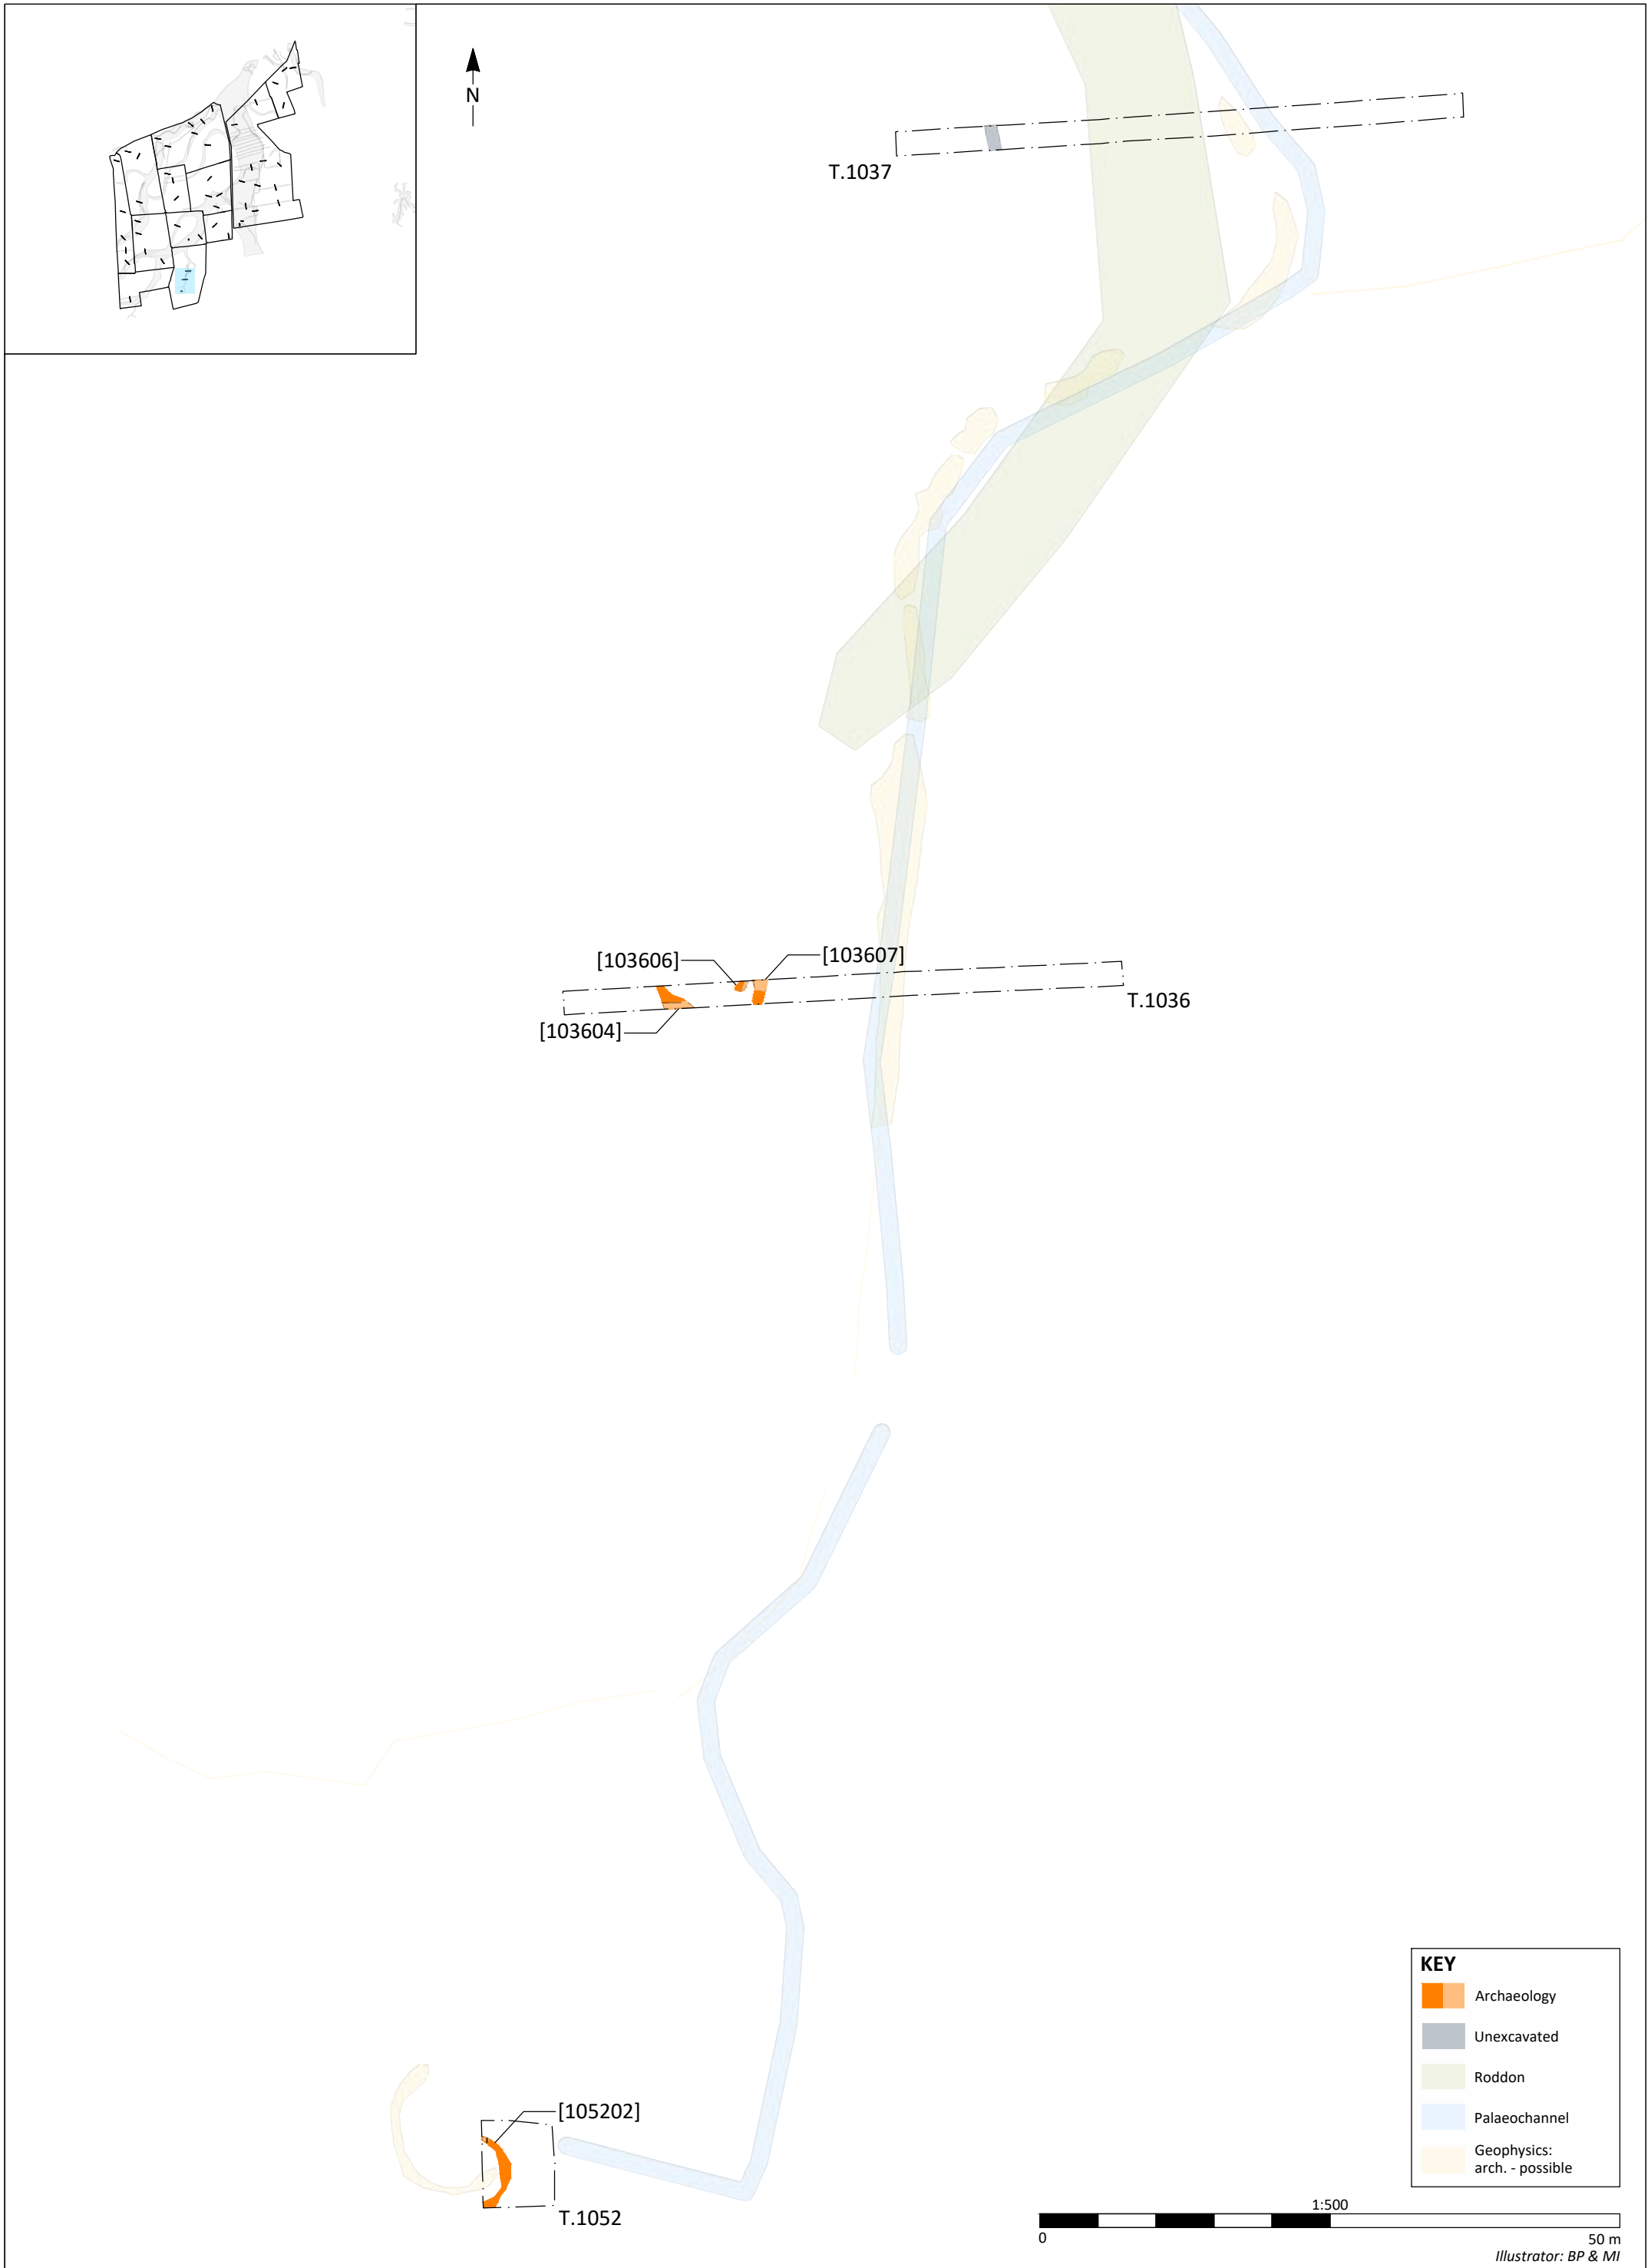 N
T.1037
[103606]
[103607]
T.1036
[103604]
[105202]
T.1052
KEY
Archaeology
Unexcavated
Roddon
Palaeochannel
Geophysics:
arch. - possible
1:500
0
50 m
Illustrator: BP & MI